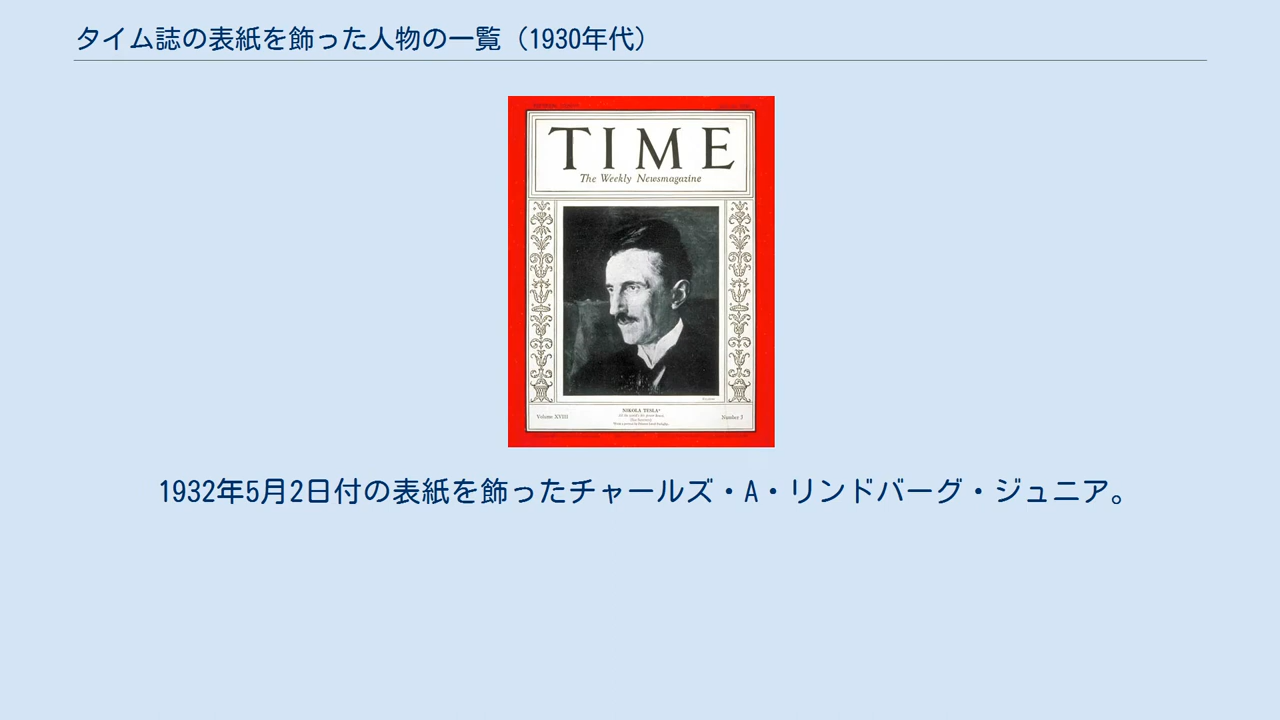 タイム誌の表紙を飾った人物の一覧（1930年代）
TIME
The Weekly Newsmagazine
Volume XVIII
NIKOLA TESLA*
Number 3
1932年5月2日付の表紙を飾ったチャールズ・A・リンドバーグ・ジュニア。